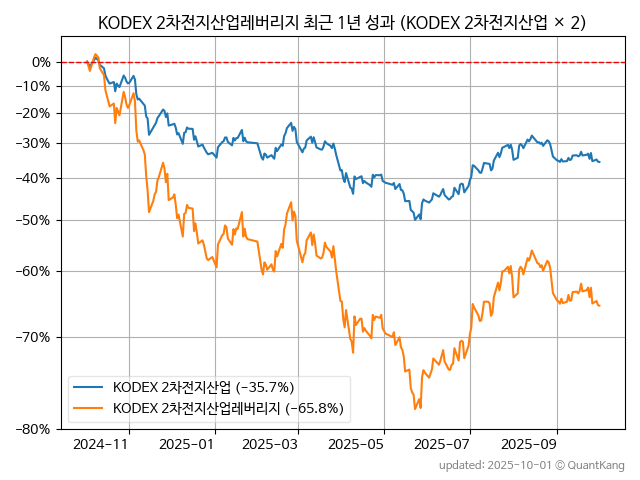 KODEX 2차전지산업레버리지 최근 1년 성과 (KODEX 2차전지산업 × 2)
0%
-10%
-20%
-30%
-40%
-50%
-60%
-70%
-80%
KODEX 2차전지산업 (-35.7%)
KODEX 2차전지산업레버리지 (-65.8%)
2024-11 2025-01 2025-03 2025-05 2025-07 2025-09
updated: 2025-10-01 © QuantKang